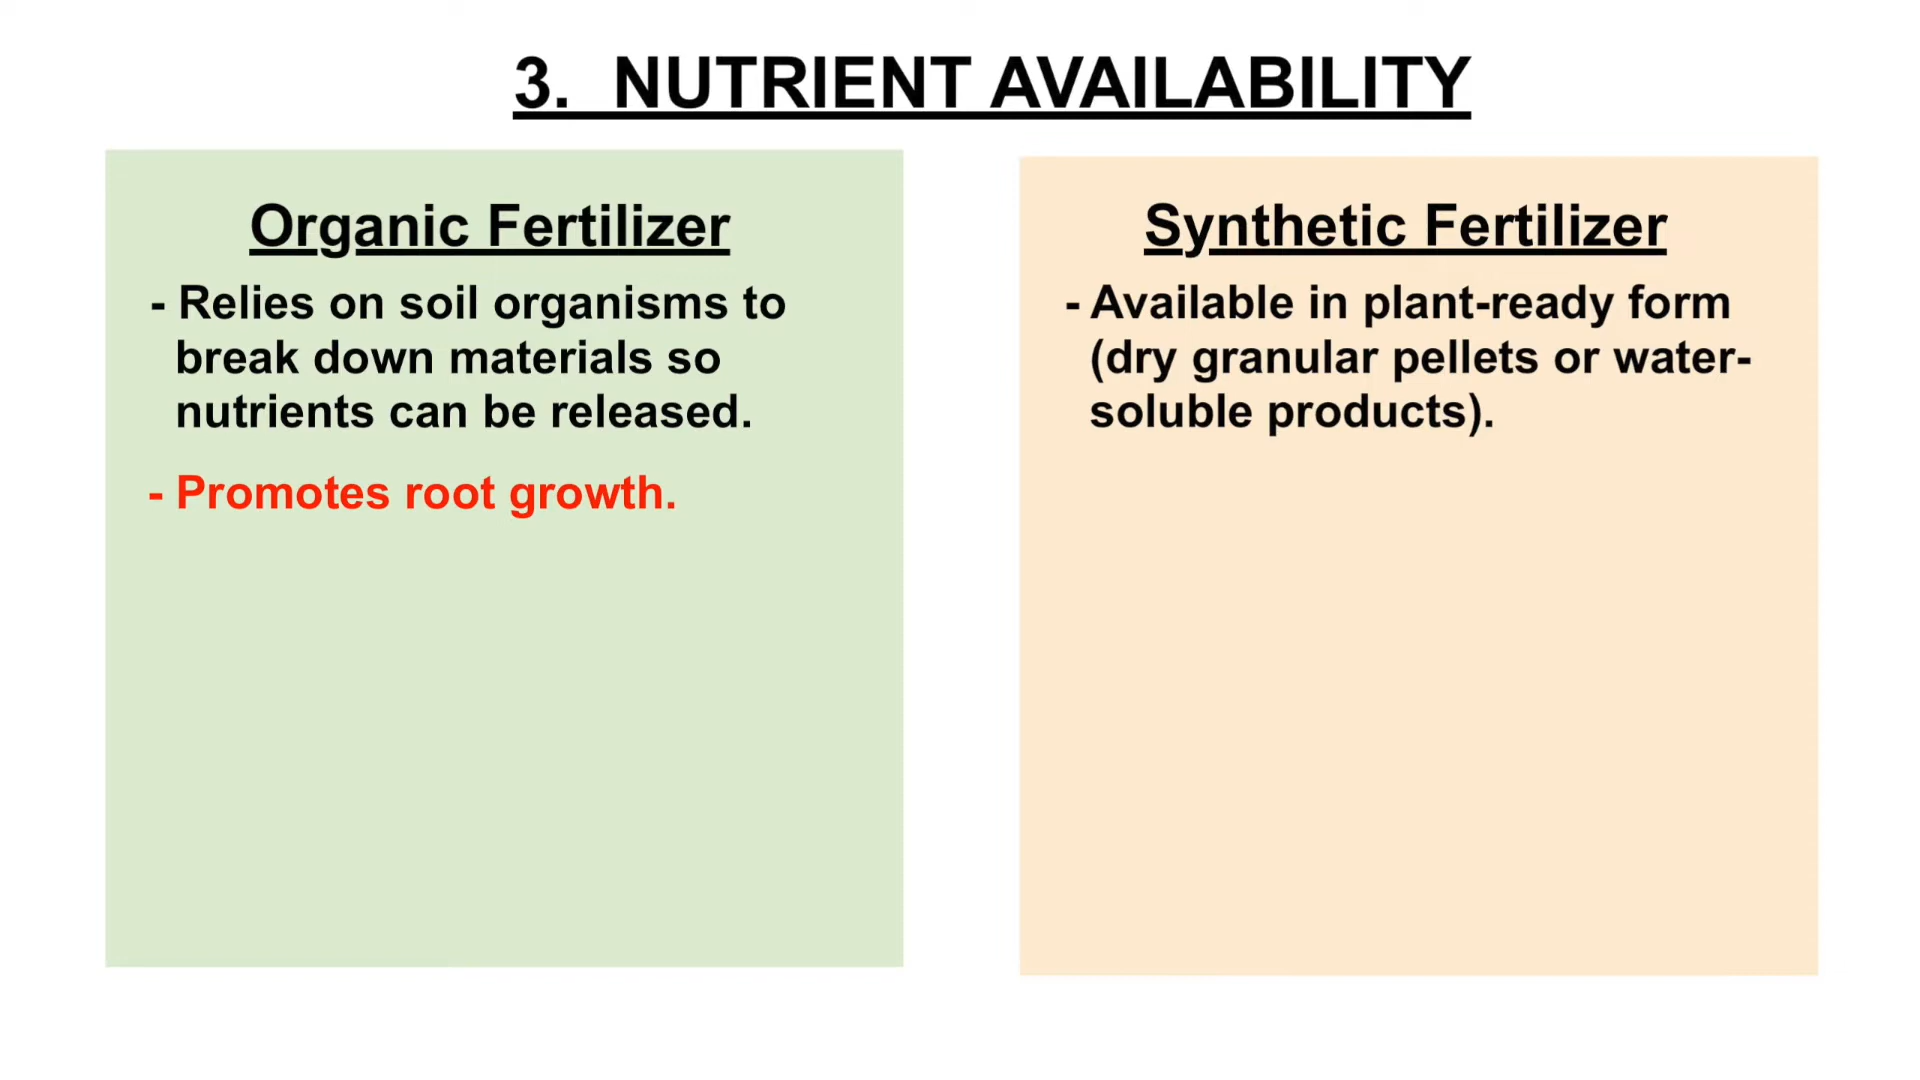 3. NUTRIENT AVAILABILITY
Organic Fertilizer
- Relies on soil organisms to
break down materials so
nutrients can be released.
- Promotes root growth.
Synthetic Fertilizer
- Available in plant-ready form
(dry granular pellets or water-
soluble products).